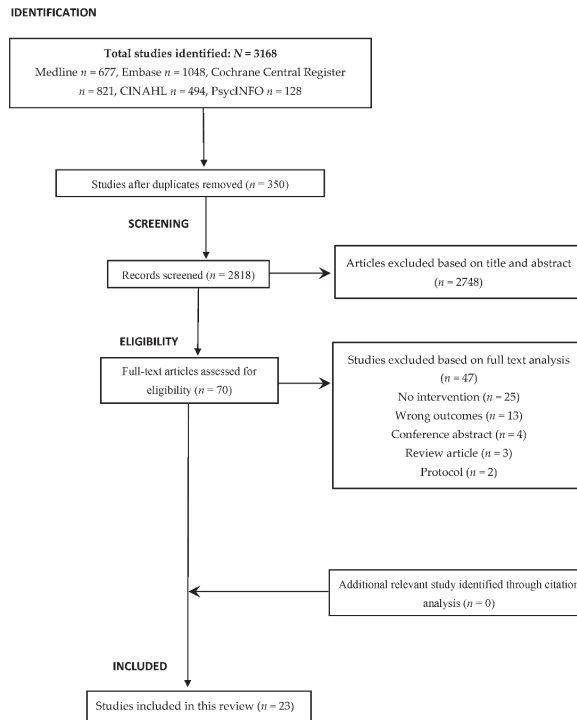 IDENTIFICATION
Total studies identified: N = 3168
Medline n = 677, Embase n = 1048, Cochrane Central Register
n = 821, CINAHL n = 494, PsycINFO n = 128
Studies after duplicates removed (n = 350)
SCREENING
Records screened (n = 2818)
Articles excluded based on title and abstract
(n = 2748)
ELIGIBILITY
Full-text articles assessed for
eligibility (n = 70)
Studies excluded based on full text analysis
(n = 47)
No intervention (n = 25)
Wrong outcomes (n = 13)
Conference abstract (n = 4)
Review article (n = 3)
Protocol (n = 2)
Additional relevant study identified through citation
analysis (n = 0)
INCLUDED
Studies included in this review (n = 23)